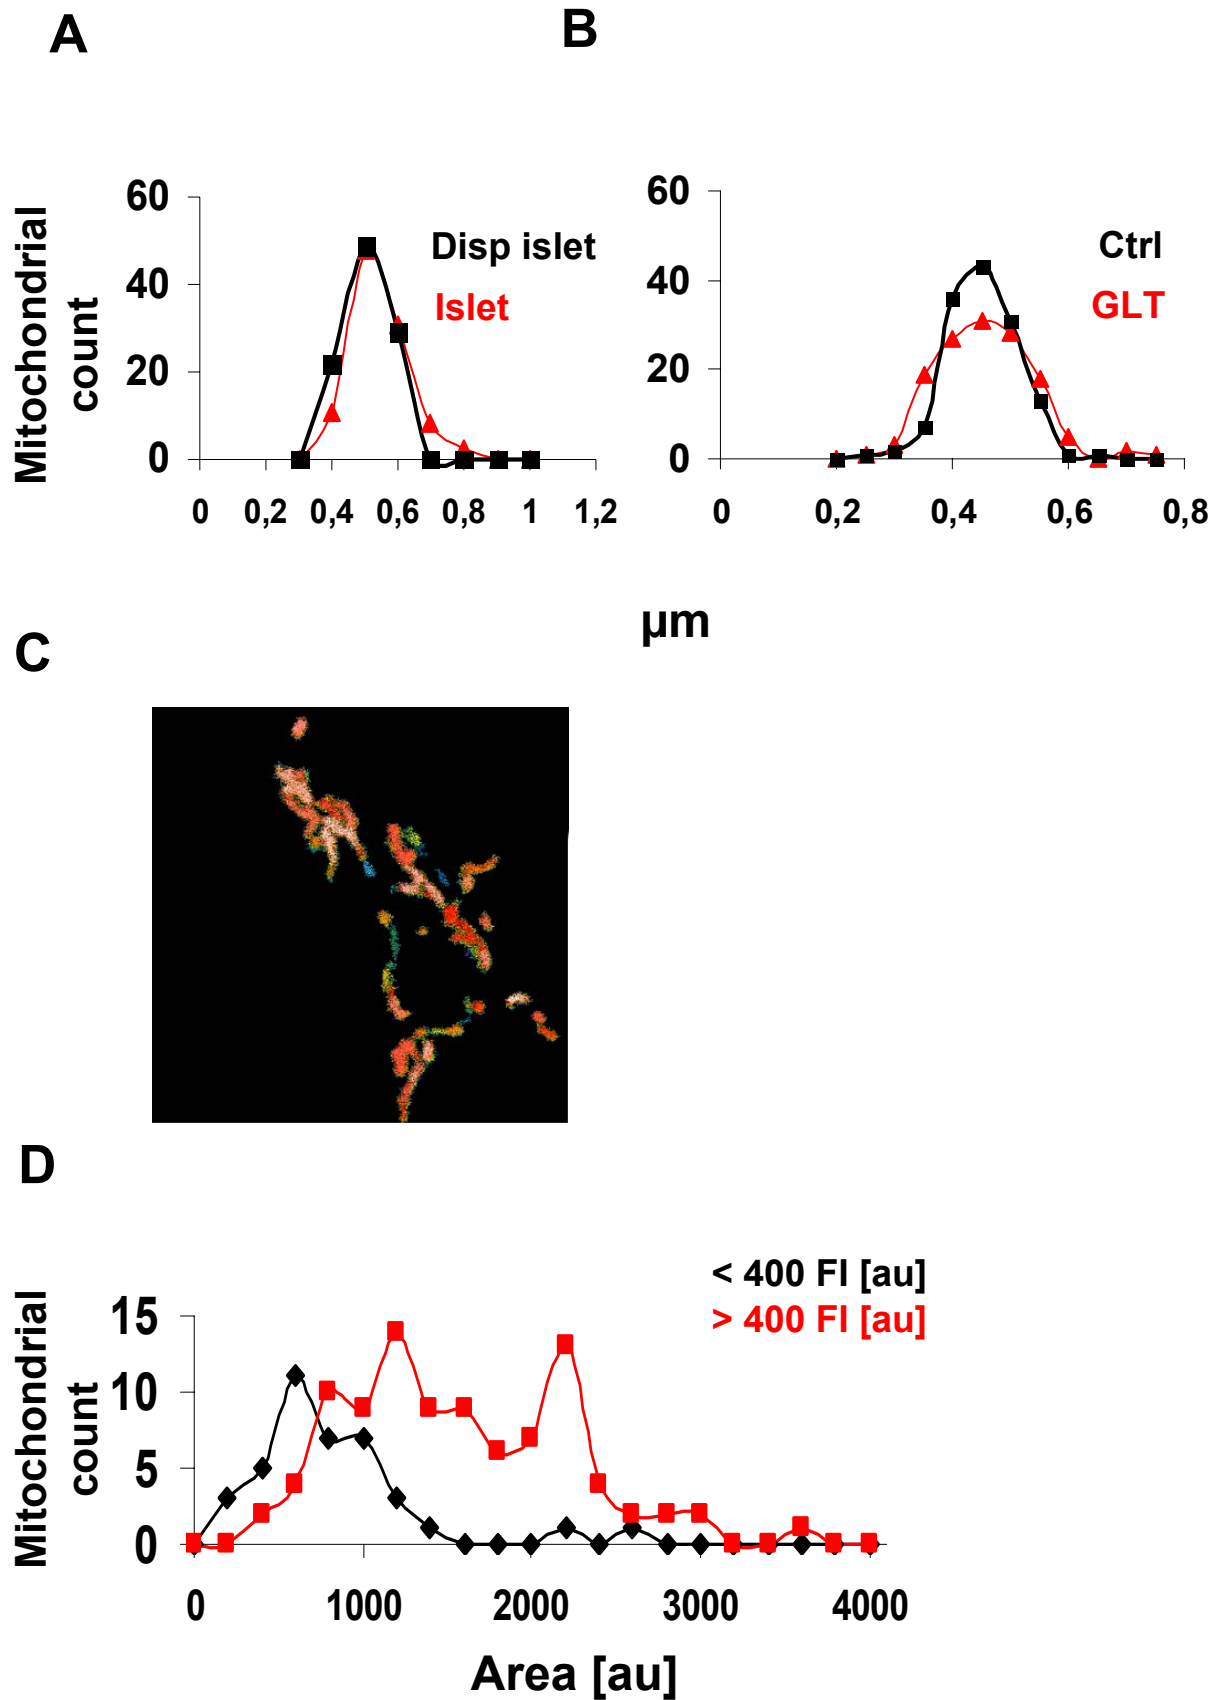 A
B
Mitochondrial
count
60
40
20
0
0 0,2 0,4 0,6 0,8 1 1,2
Disp islet
Islet
60
40
20
0
0 0,2 0,4 0,6 0,8
Ctrl
GLT
µm
C
D
< 400 FI [au]
> 400 FI [au]
Mitochondrial
count
15
10
5
0
0 1000 2000 3000 4000
Area [au]